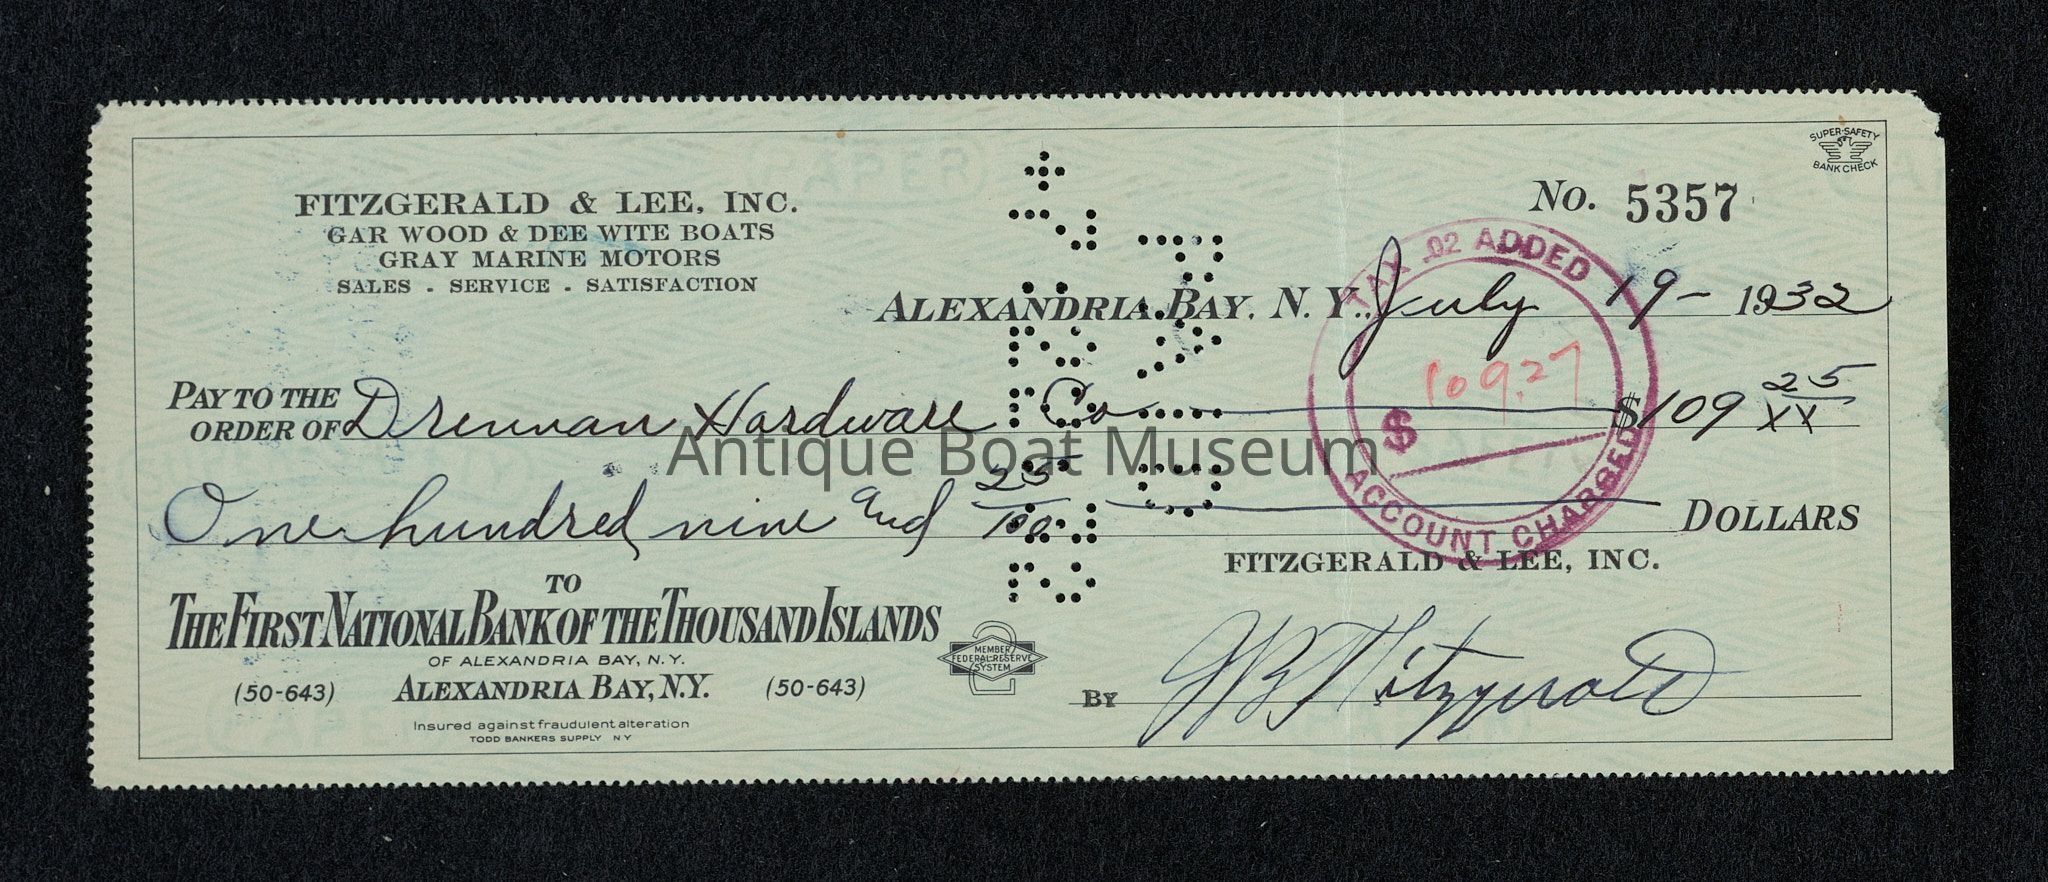 SUPER-SAFETY
BANK CHECK
No. 5357
FITZGERALD & LEE, INC.
GAR WOOD & DEE WITE BOATS
GRAY MARINE MOTORS
SALES - SERVICE - SATISFACTION
TAX .02 ADDED
ALEXANDRIA BAY, N. Y., July 19 - 1932
109.27
PAY TO THE
ORDER OF Drennan Hardware Co $109 25/XX
$
Antique Boat Museum
One hundred nine and 25/100 DOLLARS
ACCOUNT CHARGED
FITZGERALD & LEE, INC.
TO
THE FIRST NATIONAL BANK OF THE THOUSAND ISLANDS
OF ALEXANDRIA BAY, N.Y.
MEMBER
FEDERAL RESERVE
SYSTEM
2
(50-643) ALEXANDRIA BAY, N.Y. (50-643)
BY JB Fitzgerald
Insured against fraudulent alteration
TODD BANKERS SUPPLY N Y